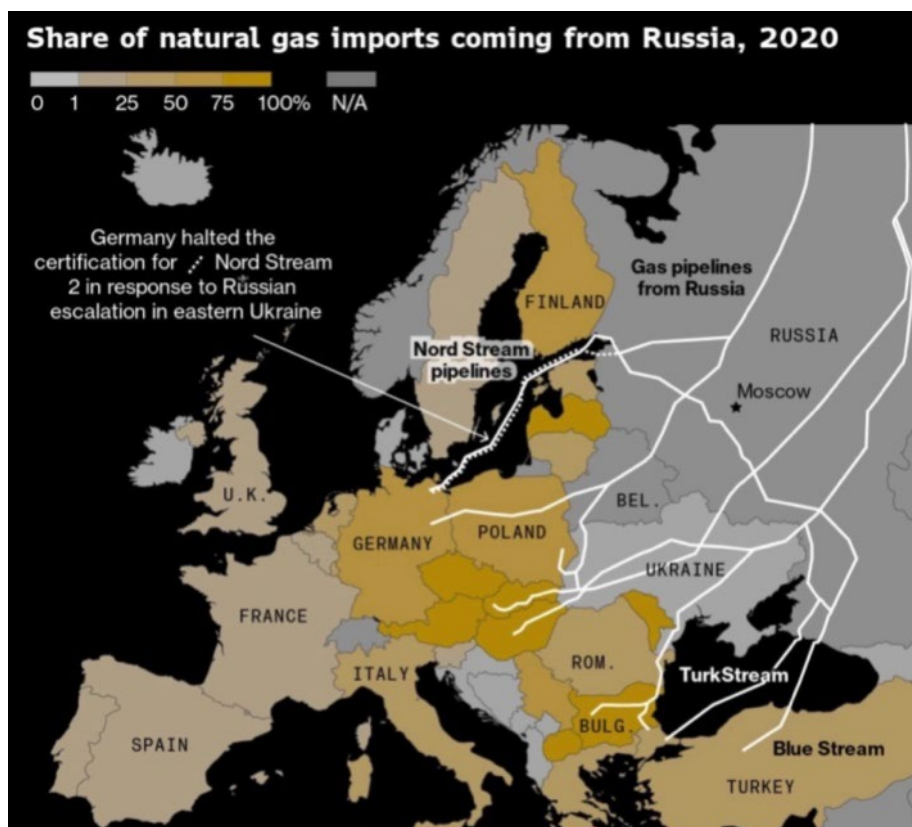 Share of natural gas imports coming from Russia, 2020
0 1 25 50 75 100% N/A
Germany halted the
certification for Nord Stream
2 in response to Russian
escalation in eastern Ukraine
Gas pipelines
from Russia
FINLAND
RUSSIA
Nord Stream
pipelines
Moscow
U.K.
BEL.
GERMANY
POLAND
UKRAINE
FRANCE
ROM.
ITALY
TurkStream
BULG.
SPAIN
Blue Stream
TURKEY